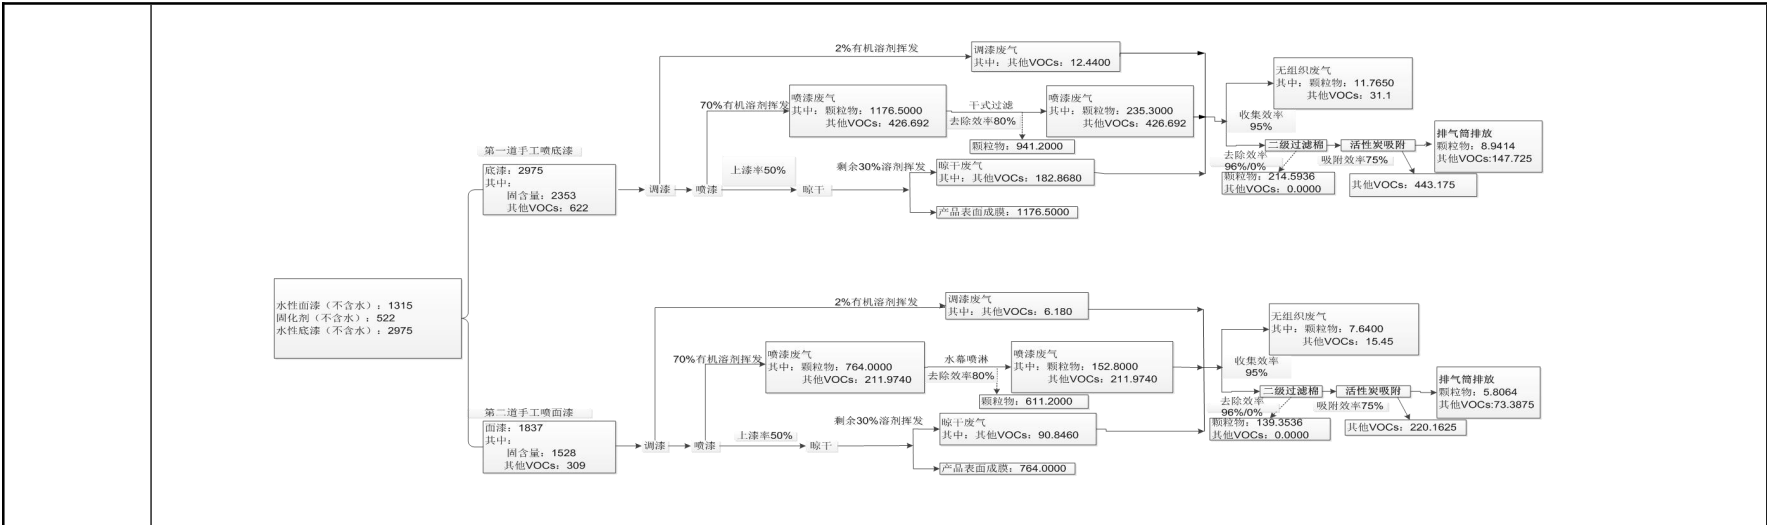 2%有机溶剂挥发
调漆废气
其中：其他VOCs：12.4400
70%有机溶剂挥发
喷漆废气
其中：颗粒物：1176.5000
其他VOCs：426.692
干式过滤
去除效率80%
喷漆废气
其中：颗粒物：235.3000
其他VOCs：426.692
颗粒物：941.2000
无组织废气
其中：颗粒物：11.7650
其他VOCs：31.1
收集效率
95%
二级过滤棉
活性炭吸附
排气筒排放
颗粒物：8.9414
其他VOCs:147.725
去除效率
96%/0%
吸附效率75%
颗粒物：214.5936
其他VOCs：0.0000
其他VOCs：443.175
第一道手工喷底漆
底漆：2975
其中：
固含量：2353
其他VOCs：622
调漆
喷漆
上漆率50%
晾干
剩余30%溶剂挥发
晾干废气
其中：其他VOCs：182.8680
产品表面成膜：1176.5000
水性面漆（不含水）：1315
固化剂（不含水）：522
水性底漆（不含水）：2975
2%有机溶剂挥发
调漆废气
其中：其他VOCs：6.180
70%有机溶剂挥发
喷漆废气
其中：颗粒物：764.0000
其他VOCs：211.9740
水幕喷淋
去除效率80%
喷漆废气
其中：颗粒物：152.8000
其他VOCs：211.9740
颗粒物：611.2000
无组织废气
其中：颗粒物：7.6400
其他VOCs：15.45
收集效率
95%
二级过滤棉
活性炭吸附
排气筒排放
颗粒物：5.8064
其他VOCs:73.3875
去除效率
96%/0%
吸附效率75%
颗粒物：139.3536
其他VOCs：0.0000
其他VOCs：220.1625
第二道手工喷面漆
面漆：1837
其中：
固含量：1528
其他VOCs：309
调漆
喷漆
上漆率50%
晾干
剩余30%溶剂挥发
晾干废气
其中：其他VOCs：90.8460
产品表面成膜：764.0000